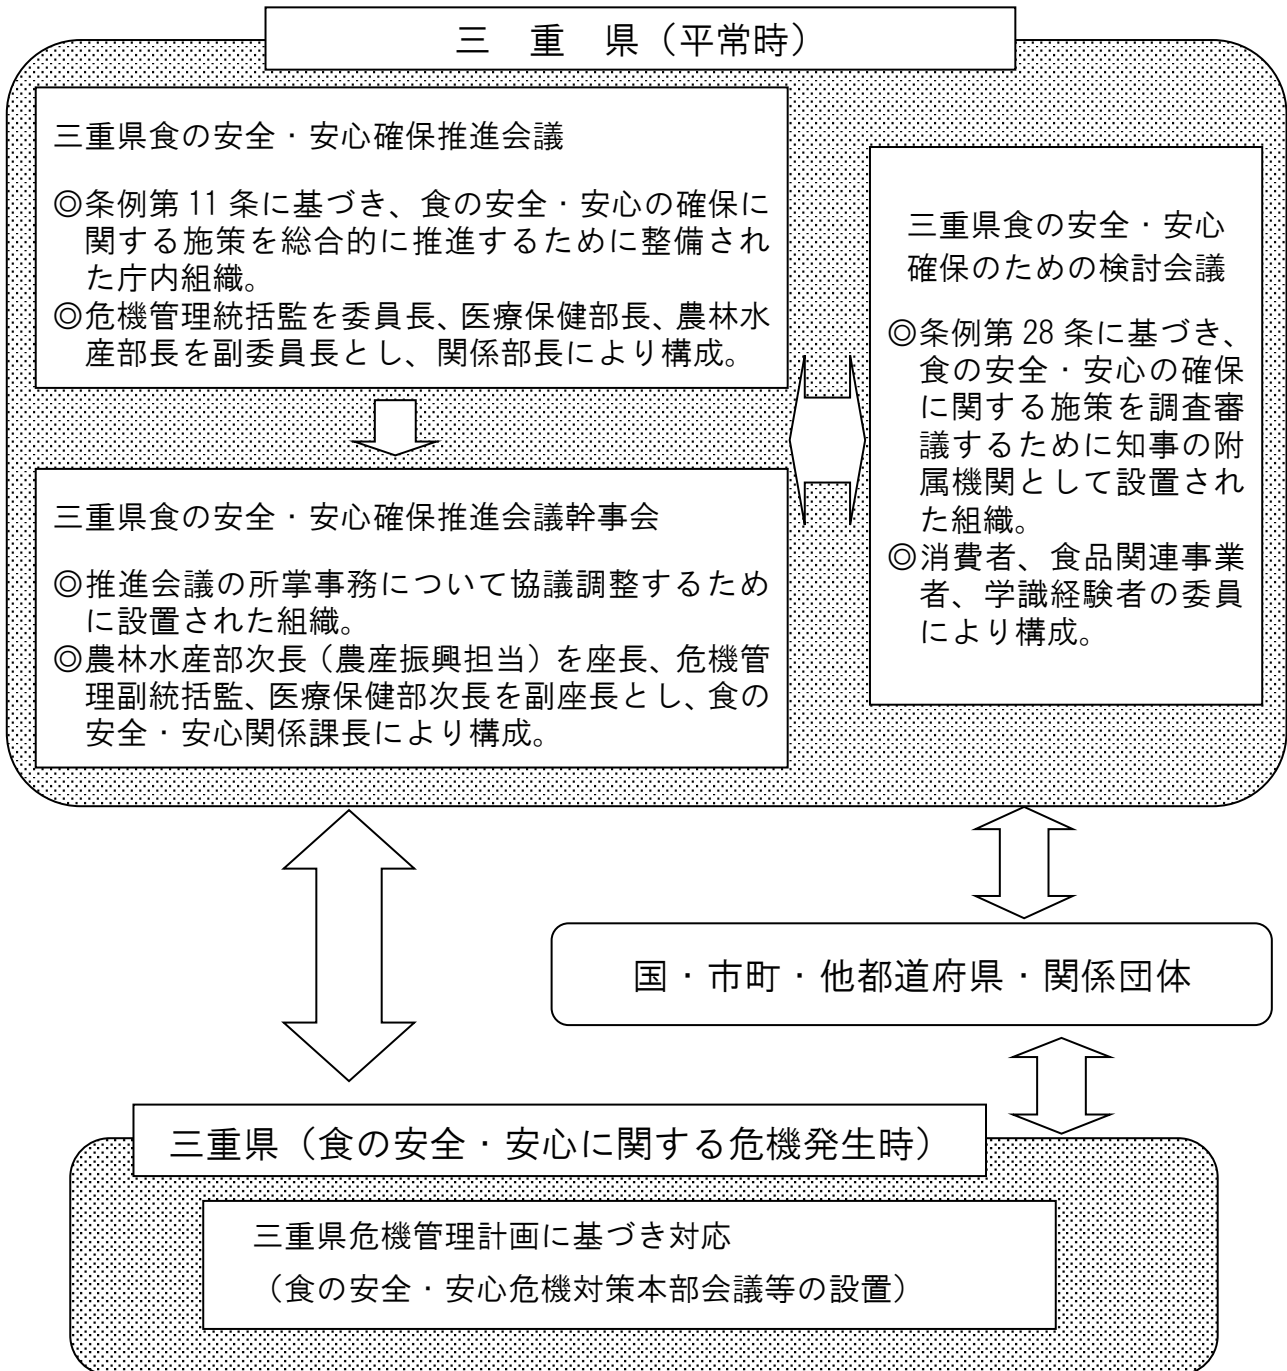 三　重　県（平常時）
三重県食の安全・安心確保推進会議
◎条例第 11 条に基づき、食の安全・安心の確保に
関する施策を総合的に推進するために整備され
た庁内組織。
◎危機管理統括監を委員長、医療保健部長、農林水
産部長を副委員長とし、関係部長により構成。
三重県食の安全・安心確保推進会議幹事会
◎推進会議の所掌事務について協議調整するため
に設置された組織。
◎農林水産部次長（農産振興担当）を座長、危機管
理副統括監、医療保健部次長を副座長とし、食の
安全・安心関係課長により構成。
三重県食の安全・安心
確保のための検討会議
◎条例第 28 条に基づき、
食の安全・安心の確保
に関する施策を調査審
議するために知事の附
属機関として設置され
た組織。
◎消費者、食品関連事業
者、学識経験者の委員
により構成。
国・市町・他都道府県・関係団体
三重県（食の安全・安心に関する危機発生時）
三重県危機管理計画に基づき対応
（食の安全・安心危機対策本部会議等の設置）